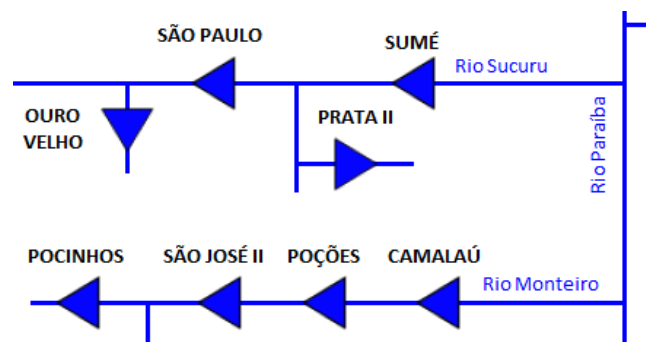 SÃO PAULO
SUMÉ
Rio Sucuru
OURO
VELHO
PRATA II
Rio Paraíba
POCINHOS
SÃO JOSÉ II
POÇÕES
CAMALAÚ
Rio Monteiro